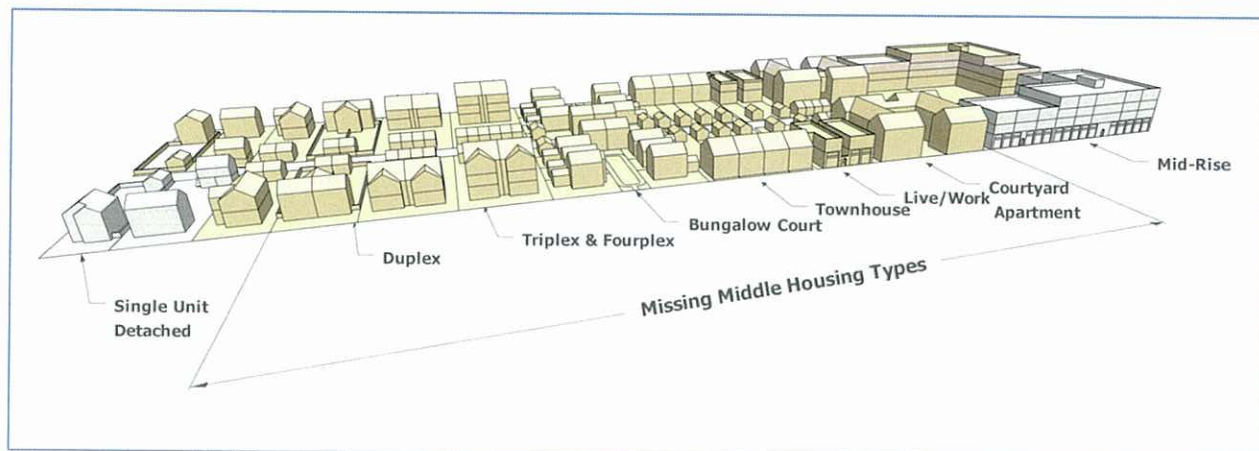 Single Unit
Detached
Duplex
Triplex & Fourplex
Bungalow Court
Townhouse
Live/Work
Courtyard
Apartment
Mid-Rise
Missing Middle Housing Types